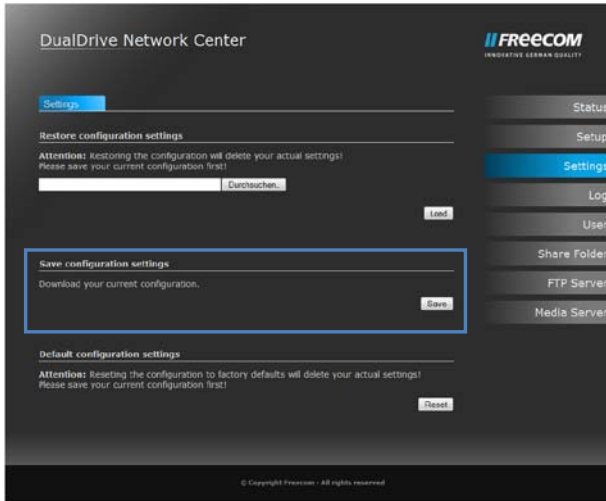 DualDrive Network Center
FREECOM
INNOVATIVE GERMAN QUALITY
Settings
Restore configuration settings
Attention: Restoring the configuration will delete your actual settings!
Please save your current configuration first!
Durchsuchen..
Load
Save configuration settings
Download your current configuration.
Save
Default configuration settings
Attention: Reseting the configuration to factory defaults will delete your actual settings!
Please save your current configuration first!
Reset
Status
Setup
Settings
Log
User
Share Folder
FTP Server
Media Server
© Copyright Freecom - All rights reserved